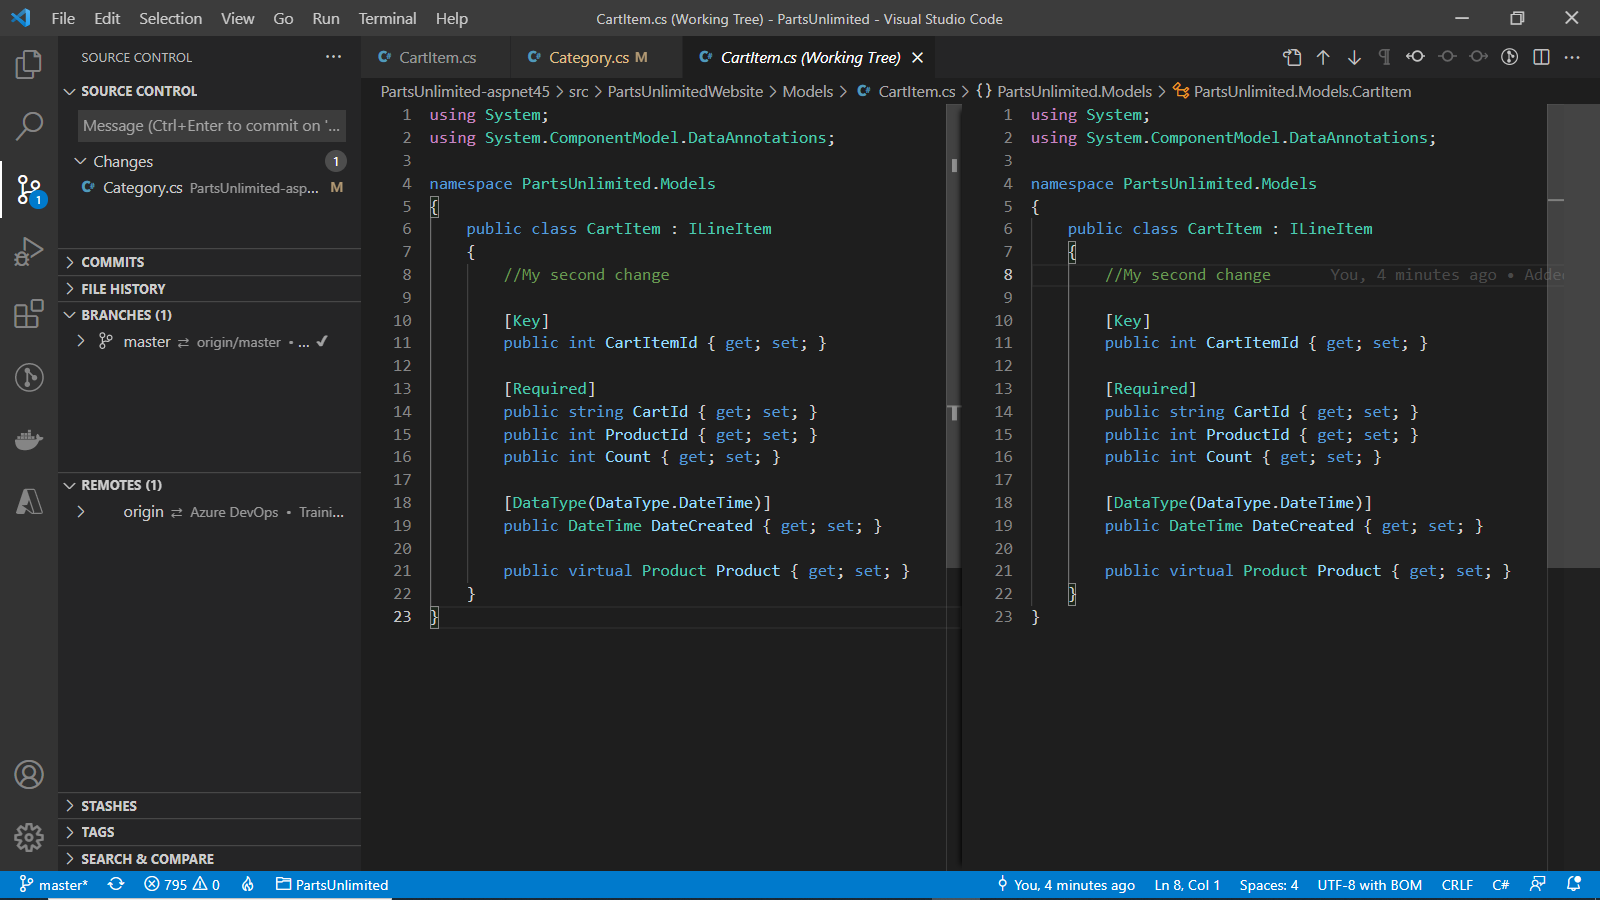 File Edit Selection View Go Run Terminal Help
CartItem.cs (Working Tree) - PartsUnlimited - Visual Studio Code
SOURCE CONTROL
SOURCE CONTROL
Message (Ctrl+Enter to commit on '...
Changes 1
Category.cs PartsUnlimited-asp... M
COMMITS
FILE HISTORY
BRANCHES (1)
master ⇄ origin/master • ... ✓
REMOTES (1)
origin ⇄ Azure DevOps • Traini...
STASHES
TAGS
SEARCH & COMPARE
1
CartItem.cs
Category.cs M
CartItem.cs (Working Tree)
PartsUnlimited-aspnet45 > src > PartsUnlimitedWebsite > Models > CartItem.cs > {} PartsUnlimited.Models > PartsUnlimited.Models.CartItem
1 using System;
2 using System.ComponentModel.DataAnnotations;
3
4 namespace PartsUnlimited.Models
5 {
6 public class CartItem : ILineItem
7 {
8 //My second change
9
10 [Key]
11 public int CartItemId { get; set; }
12
13 [Required]
14 public string CartId { get; set; }
15 public int ProductId { get; set; }
16 public int Count { get; set; }
17
18 [DataType(DataType.DateTime)]
19 public DateTime DateCreated { get; set; }
20
21 public virtual Product Product { get; set; }
22 }
23 }
1 using System;
2 using System.ComponentModel.DataAnnotations;
3
4 namespace PartsUnlimited.Models
5 {
6 public class CartItem : ILineItem
7 {
8 //My second change You, 4 minutes ago • Adde
9
10 [Key]
11 public int CartItemId { get; set; }
12
13 [Required]
14 public string CartId { get; set; }
15 public int ProductId { get; set; }
16 public int Count { get; set; }
17
18 [DataType(DataType.DateTime)]
19 public DateTime DateCreated { get; set; }
20
21 public virtual Product Product { get; set; }
22 }
23 }
master* 795 0 PartsUnlimited You, 4 minutes ago Ln 8, Col 1 Spaces: 4 UTF-8 with BOM CRLF C#